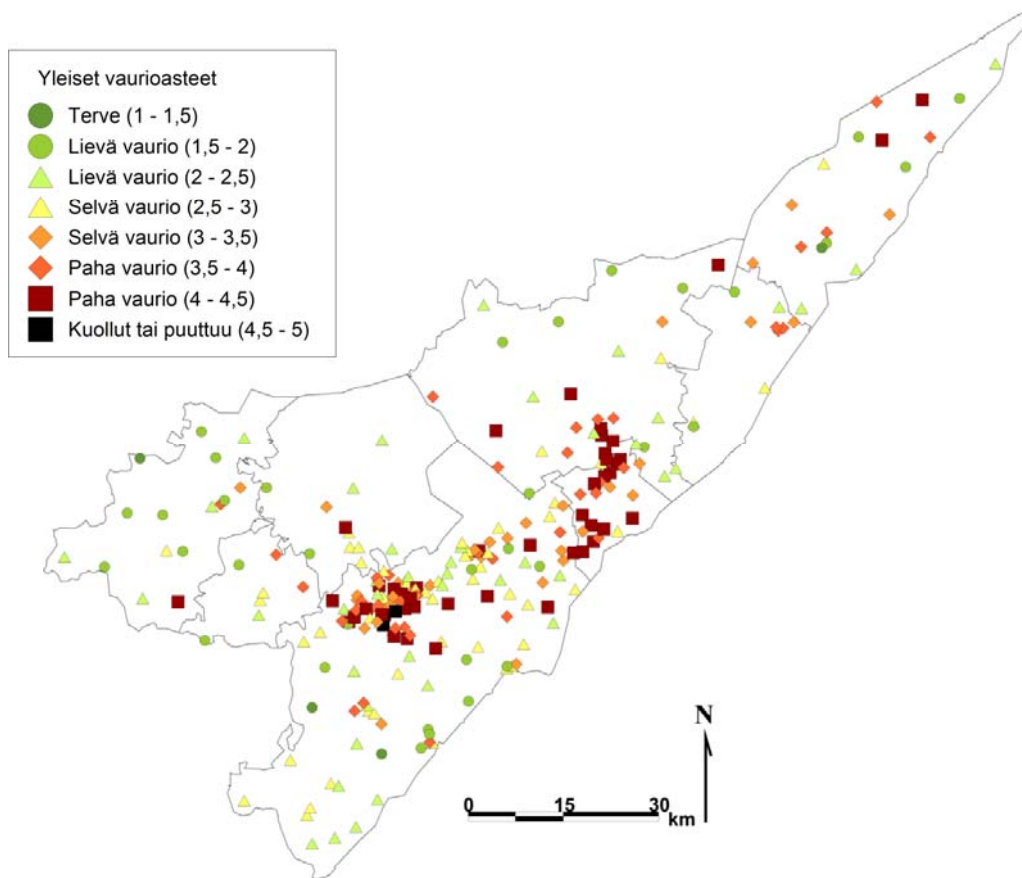 Yleiset vaurioasteet
Terve (1 - 1,5)
Lievä vaurio (1,5 - 2)
Lievä vaurio (2 - 2,5)
Selvä vaurio (2,5 - 3)
Selvä vaurio (3 - 3,5)
Paha vaurio (3,5 - 4)
Paha vaurio (4 - 4,5)
Kuollut tai puuttuu (4,5 - 5)
N
0 15 30
km